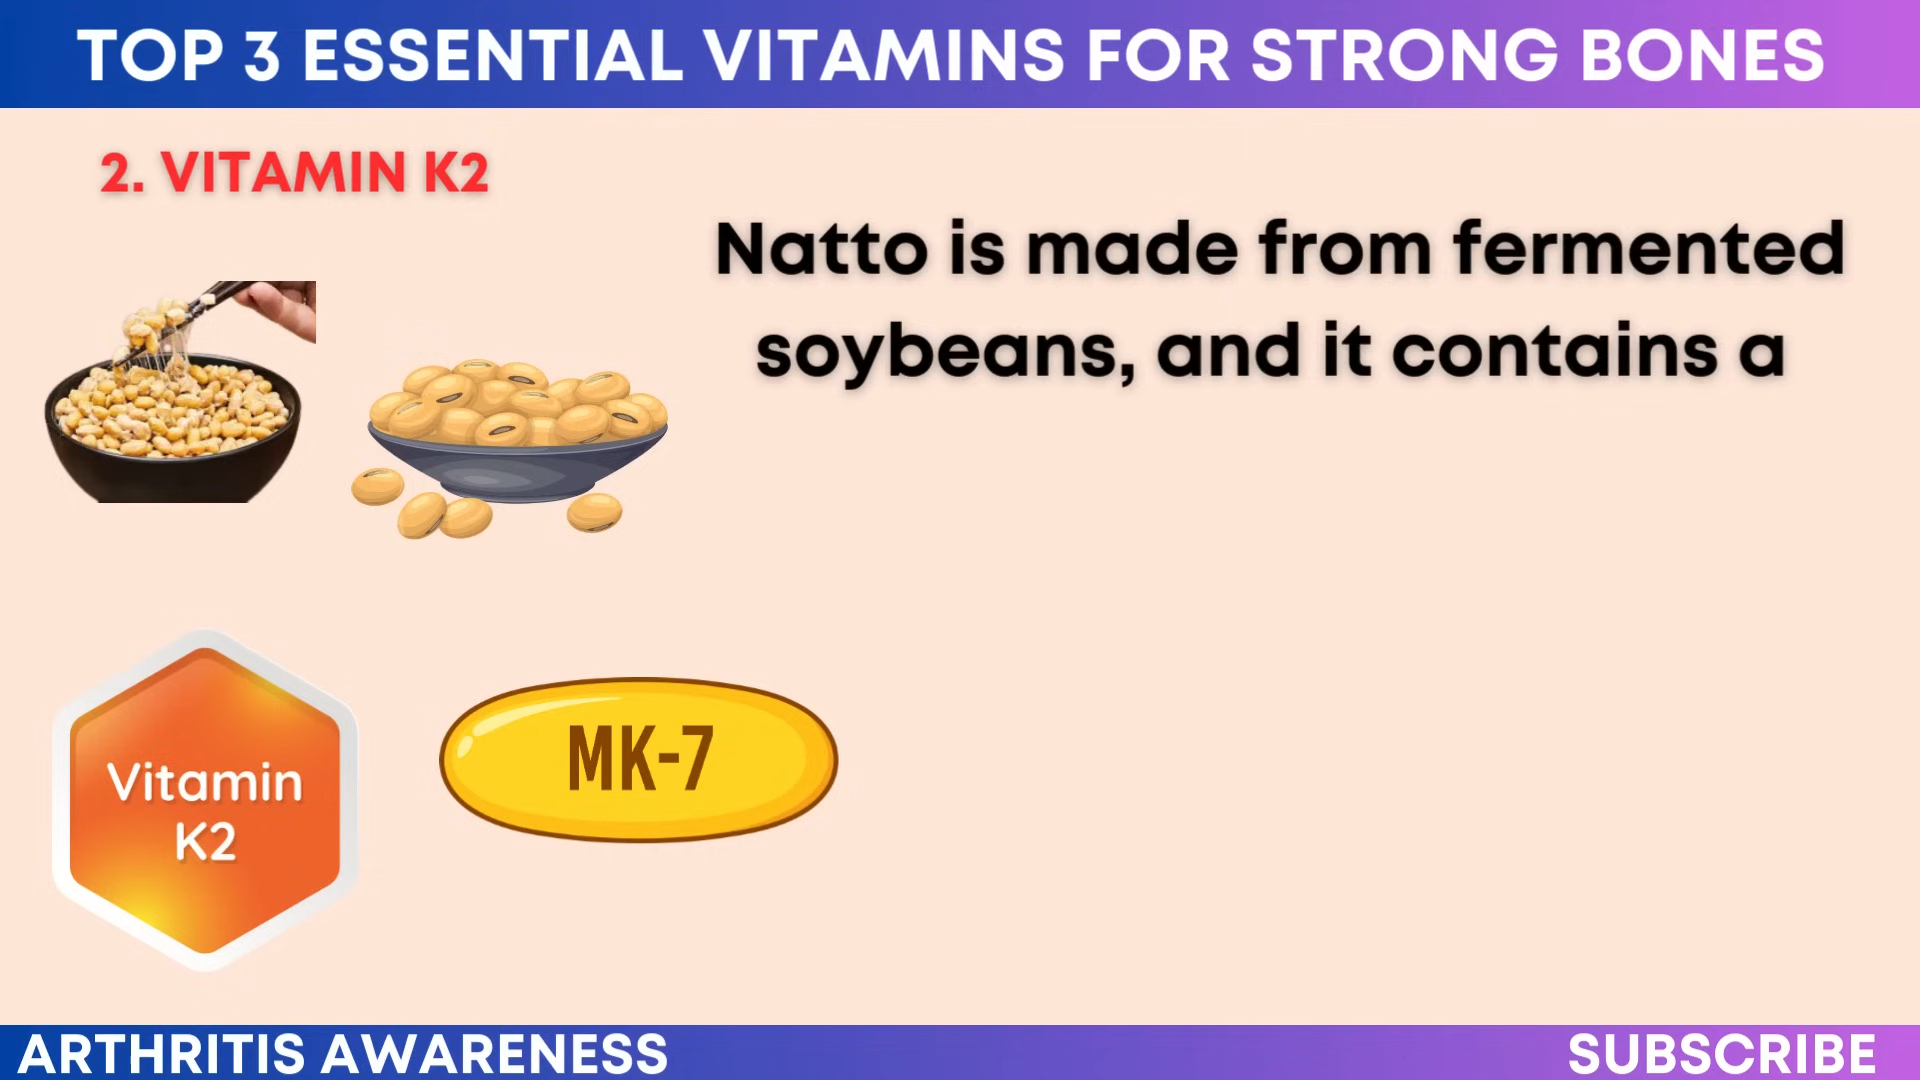 TOP 3 ESSENTIAL VITAMINS FOR STRONG BONES
2. VITAMIN K2
Natto is made from fermented
soybeans, and it contains a
Vitamin
K2
MK-7
ARTHRITIS AWARENESS
SUBSCRIBE